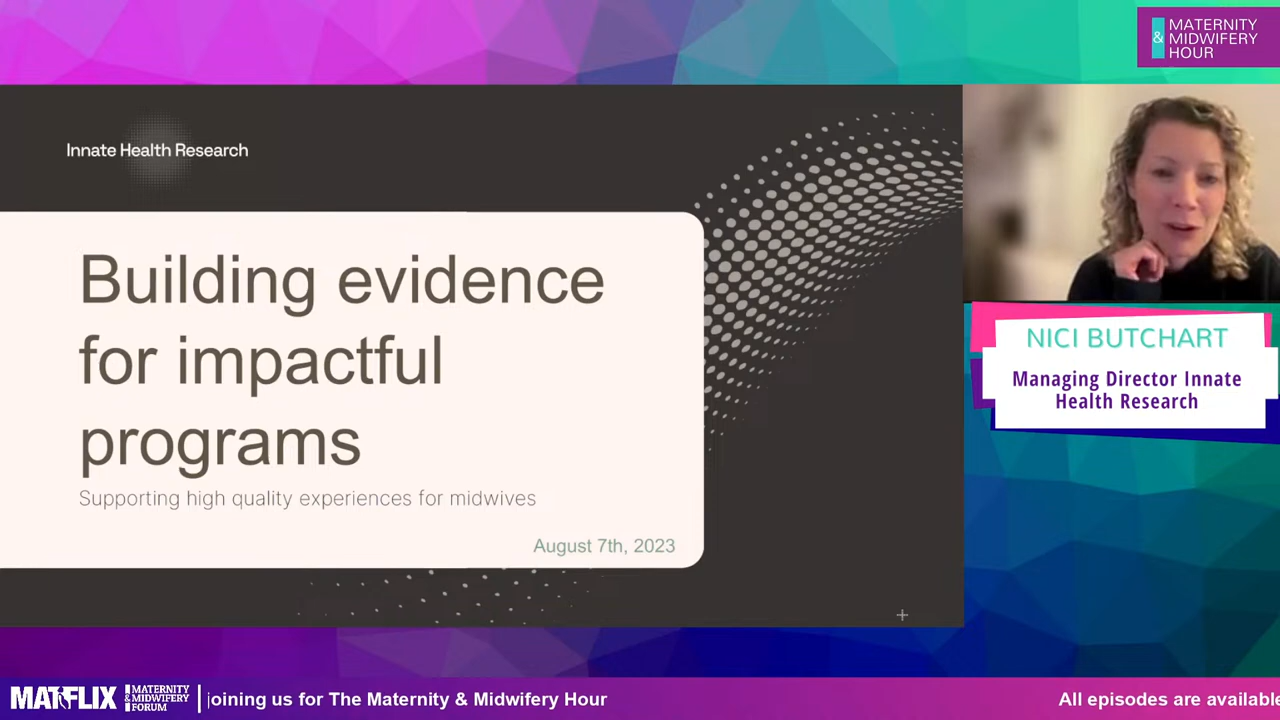 MATERNITY
& MIDWIFERY
HOUR
Innate Health Research
Building evidence
for impactful
programs
Supporting high quality experiences for midwives
August 7th, 2023
NICI BUTCHART
Managing Director Innate
Health Research
MATFLIX
MATERNITY
& MIDWIFERY
FORUM
joining us for The Maternity & Midwifery Hour
All episodes are available